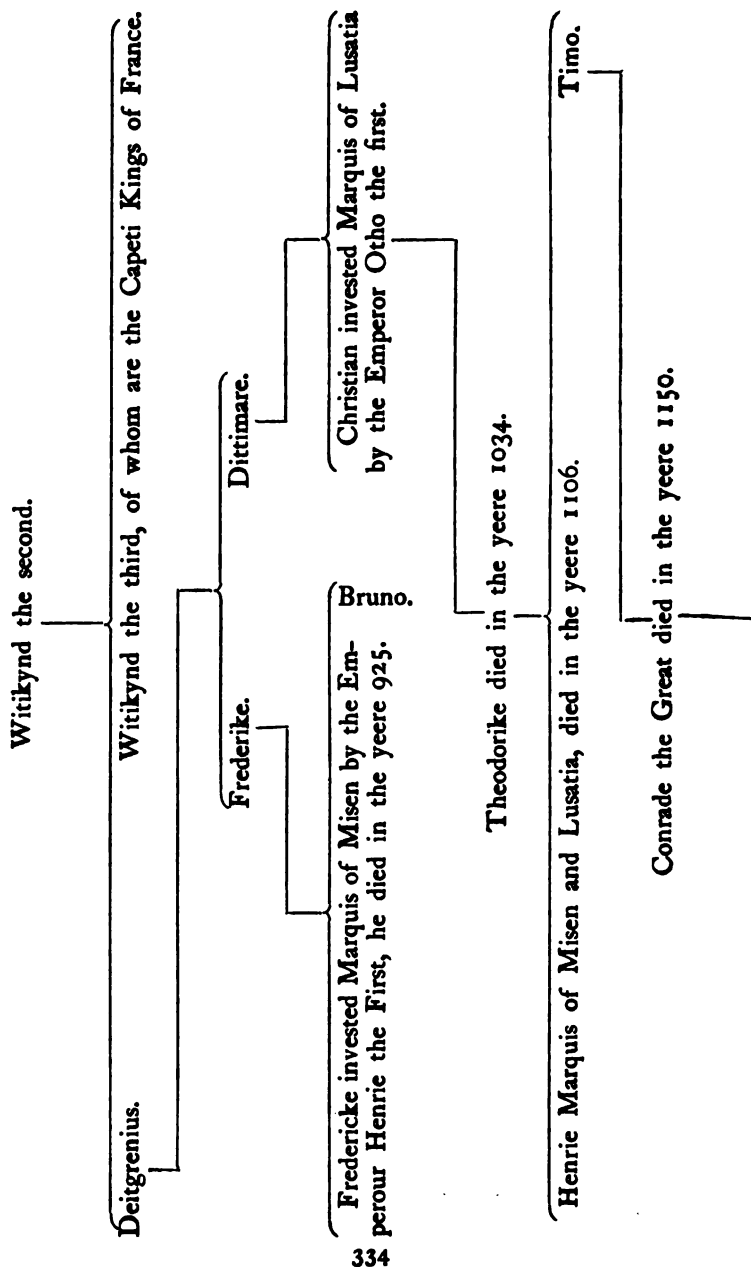 Witikynd the second.
Deitgrenius.
Witikynd the third, of whom are the Capeti Kings of France.
Frederike.
Dittimare.
Fredericke invested Marquis of Misen by the Em-
perour Henrie the First, he died in the yeere 925.
Bruno.
Christian invested Marquis of Lusatia
by the Emperor Otho the first.
Theodorike died in the yeere 1034.
Henrie Marquis of Misen and Lusatia, died in the yeere 1106.
Timo.
Conrade the Great died in the yeere 1150.
334